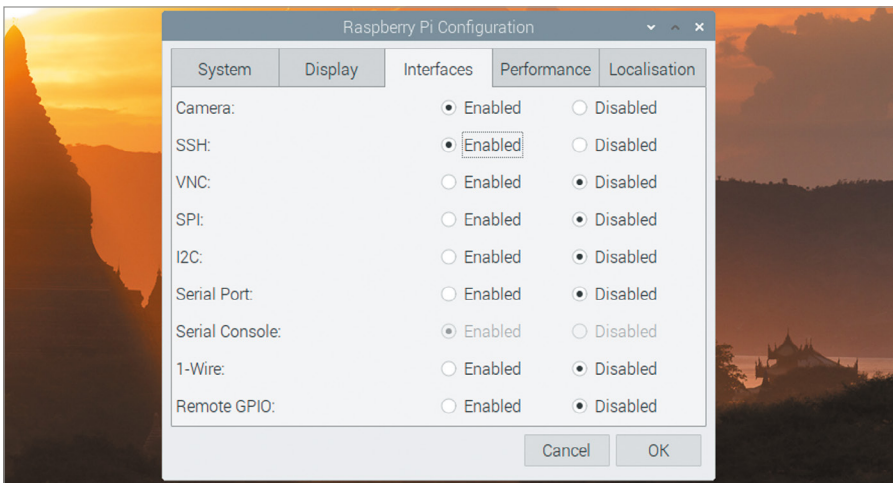 Raspberry Pi Configuration
System Display Interfaces Performance Localisation
Camera: Enabled Disabled
SSH: Enabled Disabled
VNC: Enabled Disabled
SPI: Enabled Disabled
I2C: Enabled Disabled
Serial Port: Enabled Disabled
Serial Console: Enabled Disabled
1-Wire: Enabled Disabled
Remote GPIO: Enabled Disabled
Cancel OK